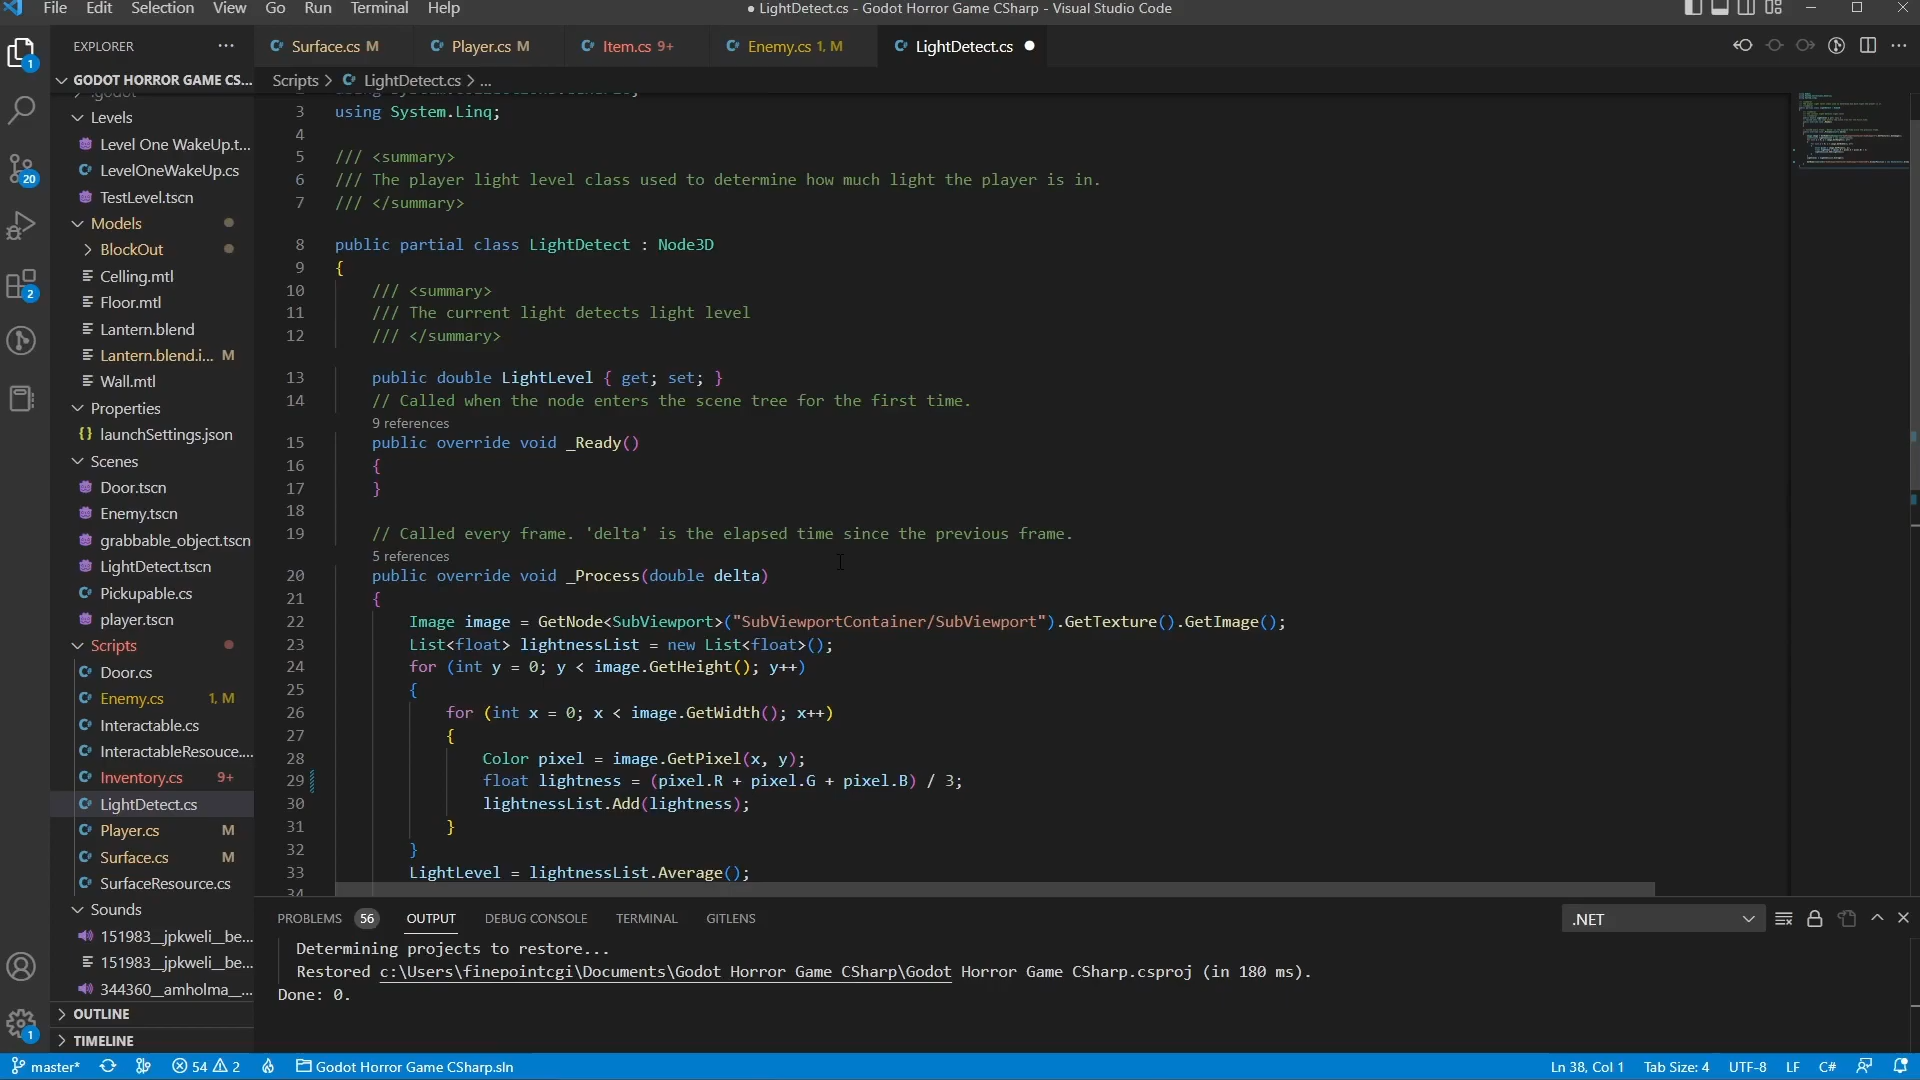 File Edit Selection View Go Run Terminal Help
● LightDetect.cs - Godot Horror Game CSharp - Visual Studio Code
EXPLORER ...
Surface.cs M
Player.cs M
Item.cs 9+
Enemy.cs 1, M
LightDetect.cs ●
GODOT HORROR GAME CS...
Scripts > LightDetect.cs > ...
.godot
Levels
Level One WakeUp.t...
LevelOneWakeUp.cs
TestLevel.tscn
Models
BlockOut
Celling.mtl
Floor.mtl
Lantern.blend
Lantern.blend.i... M
Wall.mtl
Properties
launchSettings.json
Scenes
Door.tscn
Enemy.tscn
grabbable_object.tscn
LightDetect.tscn
Pickupable.cs
player.tscn
Scripts
Door.cs
Enemy.cs 1, M
Interactable.cs
InteractableResouce....
Inventory.cs 9+
LightDetect.cs
Player.cs M
Surface.cs M
SurfaceResource.cs
Sounds
151983__jpkweli__be...
151983__jpkweli__be...
344360__amholma__...
OUTLINE
TIMELINE
3 using System.Linq;
4
5 /// <summary>
6 /// The player light level class used to determine how much light the player is in.
7 /// </summary>
8 public partial class LightDetect : Node3D
9 {
10 /// <summary>
11 /// The current light detects light level
12 /// </summary>
13 public double LightLevel { get; set; }
14 // Called when the node enters the scene tree for the first time.
9 references
15 public override void _Ready()
16 {
17 }
18
19 // Called every frame. 'delta' is the elapsed time since the previous frame.
5 references
20 public override void _Process(double delta)
21 {
22 Image image = GetNode<SubViewport>("SubViewportContainer/SubViewport").GetTexture().GetImage();
23 List<float> lightnessList = new List<float>();
24 for (int y = 0; y < image.GetHeight(); y++)
25 {
26 for (int x = 0; x < image.GetWidth(); x++)
27 {
28 Color pixel = image.GetPixel(x, y);
29 float lightness = (pixel.R + pixel.G + pixel.B) / 3;
30 lightnessList.Add(lightness);
31 }
32 }
33 LightLevel = lightnessList.Average();
34
PROBLEMS 56 OUTPUT DEBUG CONSOLE TERMINAL GITLENS
.NET
Determining projects to restore...
Restored c:\Users\finepointcgi\Documents\Godot Horror Game CSharp\Godot Horror Game CSharp.csproj (in 180 ms).
Done: 0.
1
20
2
1
master* 54 2 Godot Horror Game CSharp.sln
Ln 38, Col 1 Tab Size: 4 UTF-8 LF C#